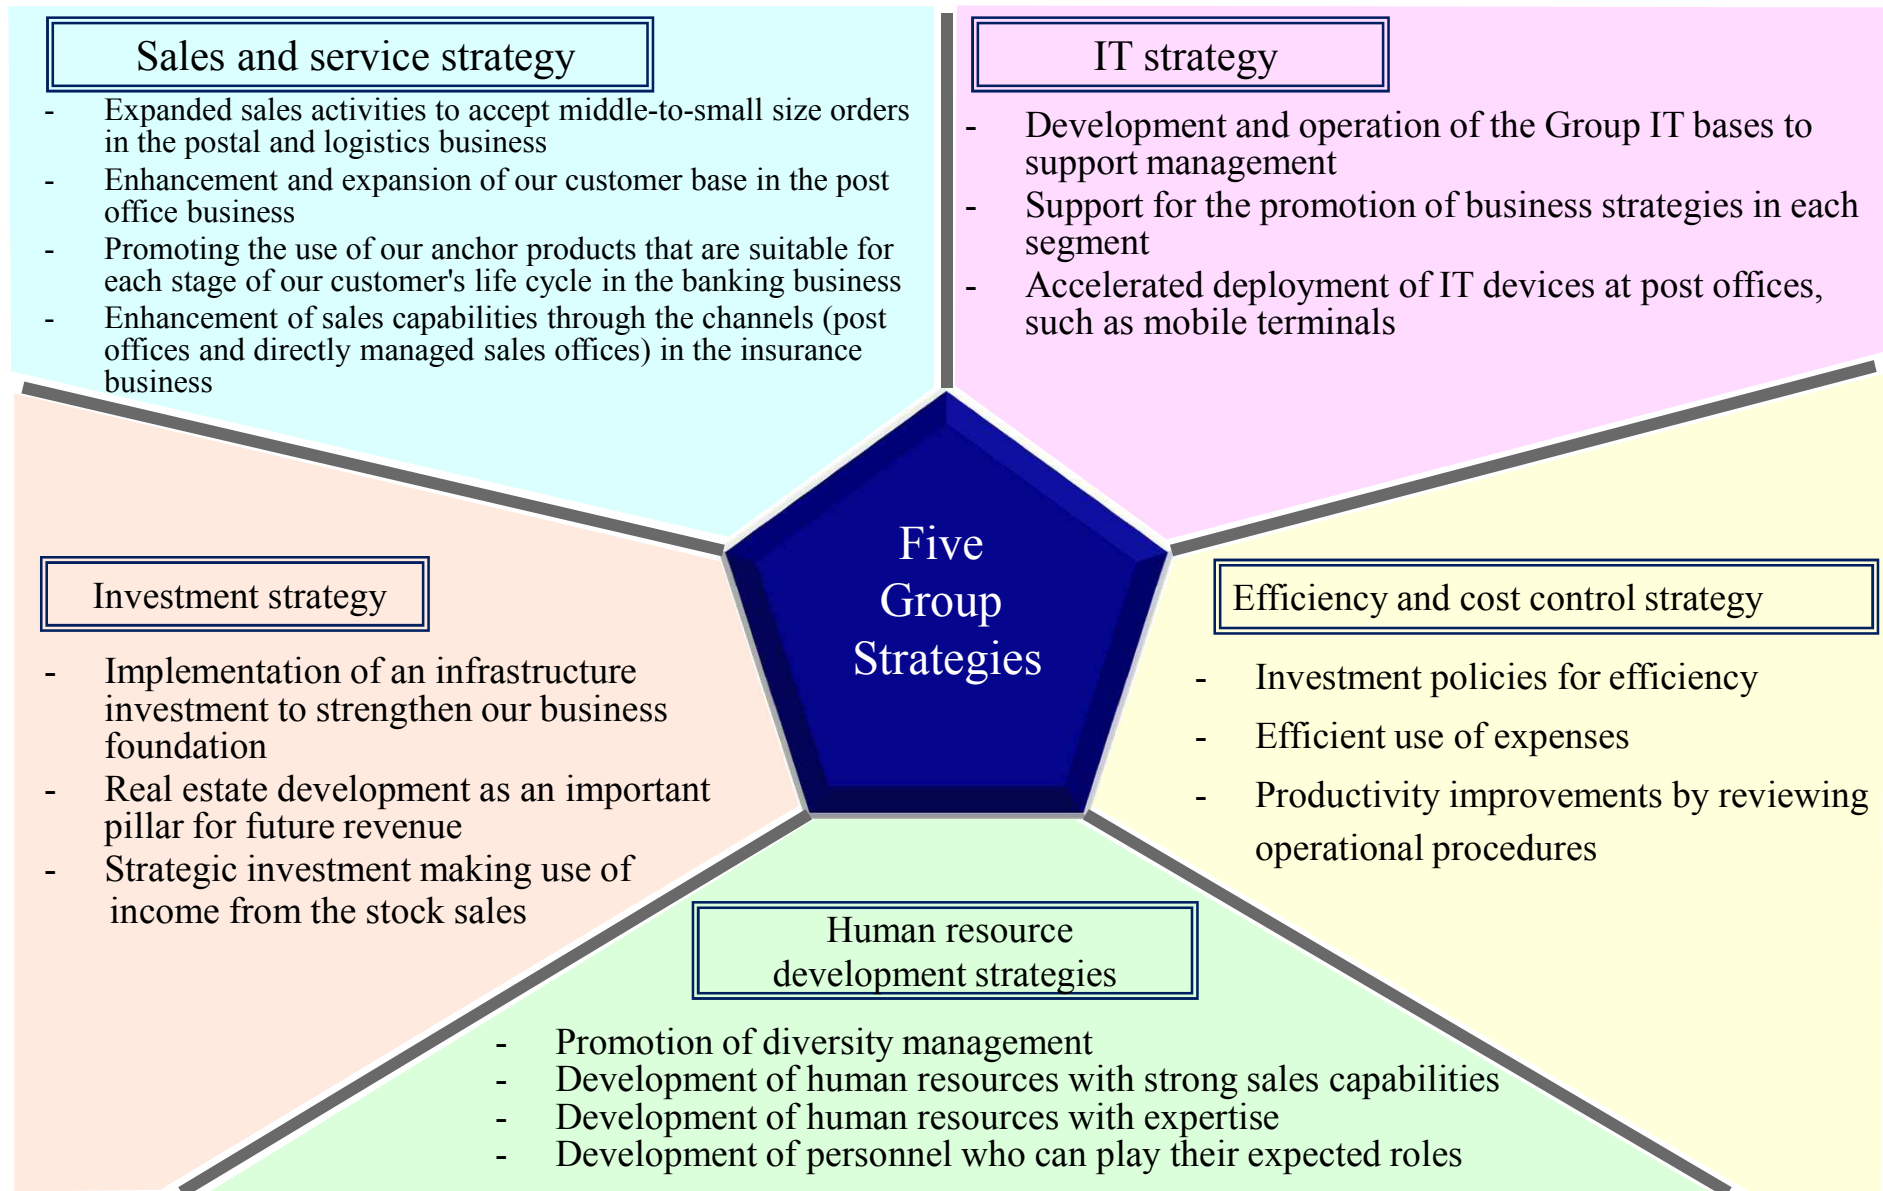 Sales and service strategy
- Expanded sales activities to accept middle-to-small size orders
in the postal and logistics business
- Enhancement and expansion of our customer base in the post
office business
- Promoting the use of our anchor products that are suitable for
each stage of our customer's life cycle in the banking business
- Enhancement of sales capabilities through the channels (post
offices and directly managed sales offices) in the insurance
business
IT strategy
- Development and operation of the Group IT bases to
support management
- Support for the promotion of business strategies in each
segment
- Accelerated deployment of IT devices at post offices,
such as mobile terminals
Five
Group
Strategies
Investment strategy
- Implementation of an infrastructure
investment to strengthen our business
foundation
- Real estate development as an important
pillar for future revenue
- Strategic investment making use of
income from the stock sales
Efficiency and cost control strategy
- Investment policies for efficiency
- Efficient use of expenses
- Productivity improvements by reviewing
operational procedures
Human resource
development strategies
- Promotion of diversity management
- Development of human resources with strong sales capabilities
- Development of human resources with expertise
- Development of personnel who can play their expected roles